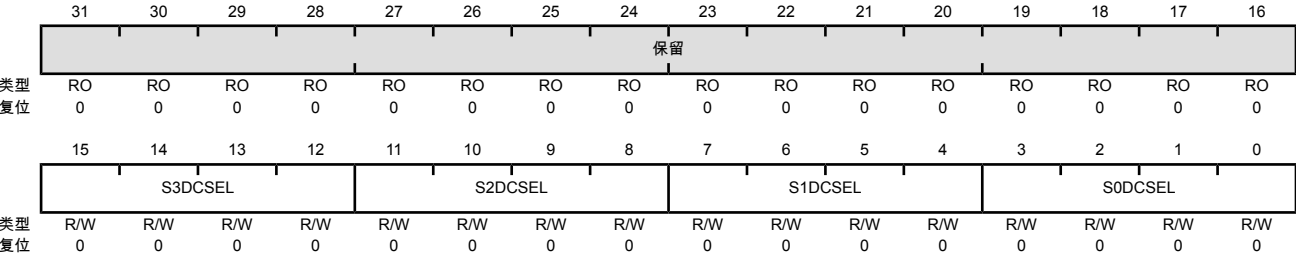 31 30 29 28 27 26 25 24 23 22 21 20 19 18 17 16
保留
类型 RO RO RO RO RO RO RO RO RO RO RO RO RO RO RO RO
复位 0 0 0 0 0 0 0 0 0 0 0 0 0 0 0 0
15 14 13 12 11 10 9 8 7 6 5 4 3 2 1 0
S3DCSEL S2DCSEL S1DCSEL S0DCSEL
类型 R/W R/W R/W R/W R/W R/W R/W R/W R/W R/W R/W R/W R/W R/W R/W R/W
复位 0 0 0 0 0 0 0 0 0 0 0 0 0 0 0 0